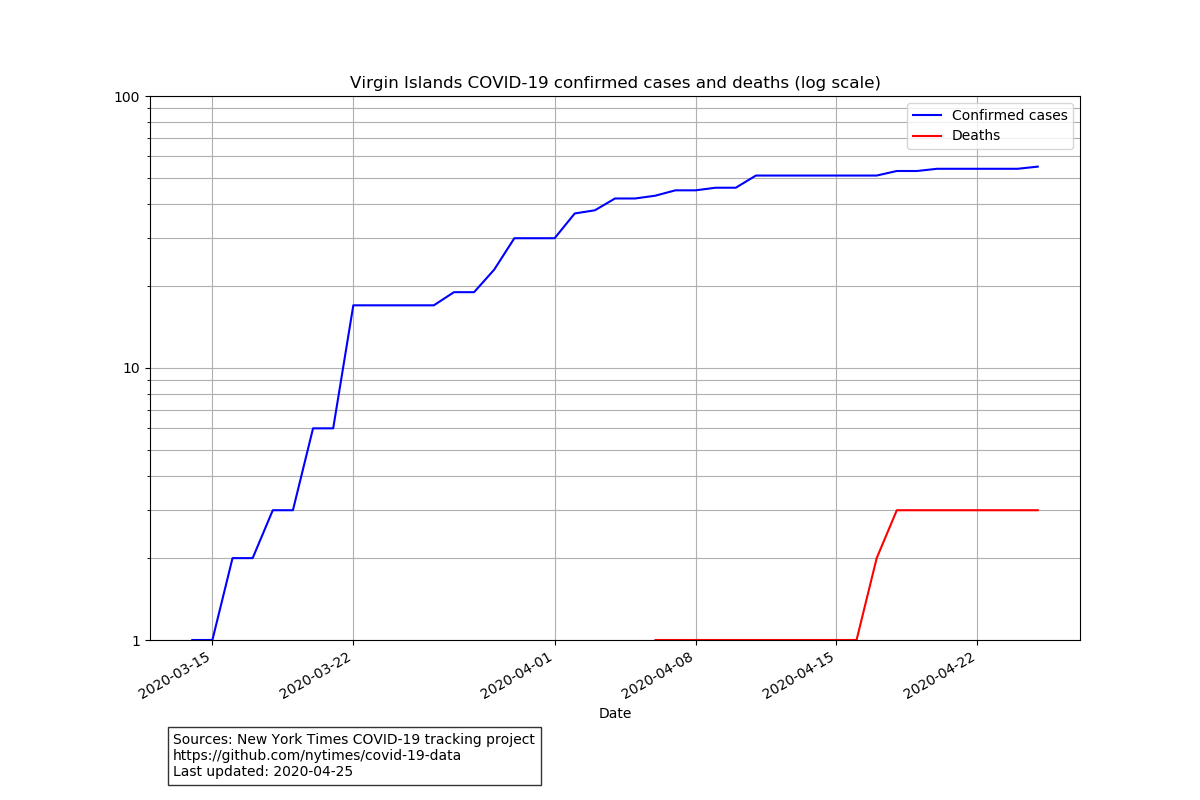 Virgin Islands COVID-19 confirmed cases and deaths (log scale)
100
10
1
Confirmed cases
Deaths
2020-03-15
2020-03-22
2020-04-01
2020-04-08
2020-04-15
2020-04-22
Date
Sources: New York Times COVID-19 tracking project
https://github.com/nytimes/covid-19-data
Last updated: 2020-04-25